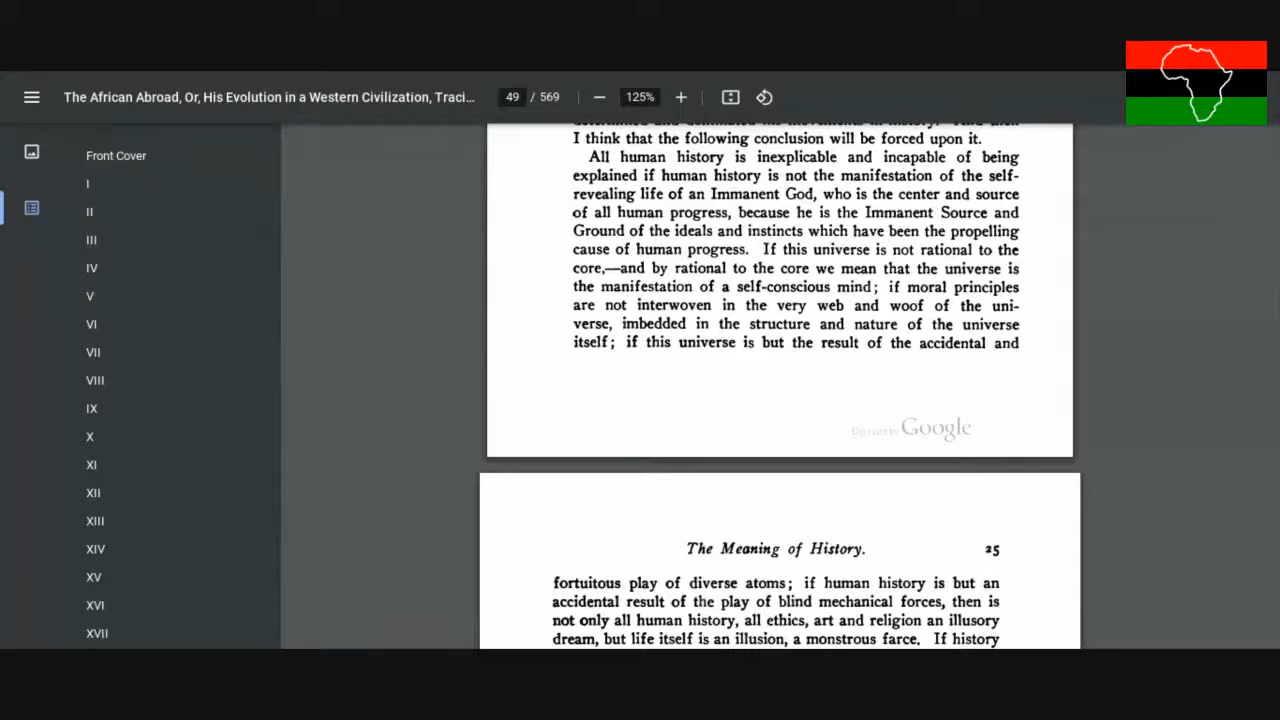 The African Abroad, Or, His Evolution in a Western Civilization, Traci...
49 / 569
125%
Front Cover
I
II
III
IV
V
VI
VII
VIII
IX
X
XI
XII
XIII
XIV
XV
XVI
XVII
I think that the following conclusion will be forced upon it.
All human history is inexplicable and incapable of being
explained if human history is not the manifestation of the self-
revealing life of an Immanent God, who is the center and source
of all human progress, because he is the Immanent Source and
Ground of the ideals and instincts which have been the propelling
cause of human progress. If this universe is not rational to the
core,—and by rational to the core we mean that the universe is
the manifestation of a self-conscious mind; if moral principles
are not interwoven in the very web and woof of the uni-
verse, imbedded in the structure and nature of the universe
itself; if this universe is but the result of the accidental and
Digitized by Google
The Meaning of History. 25
fortuitous play of diverse atoms; if human history is but an
accidental result of the play of blind mechanical forces, then is
not only all human history, all ethics, art and religion an illusory
dream, but life itself is an illusion, a monstrous farce. If history